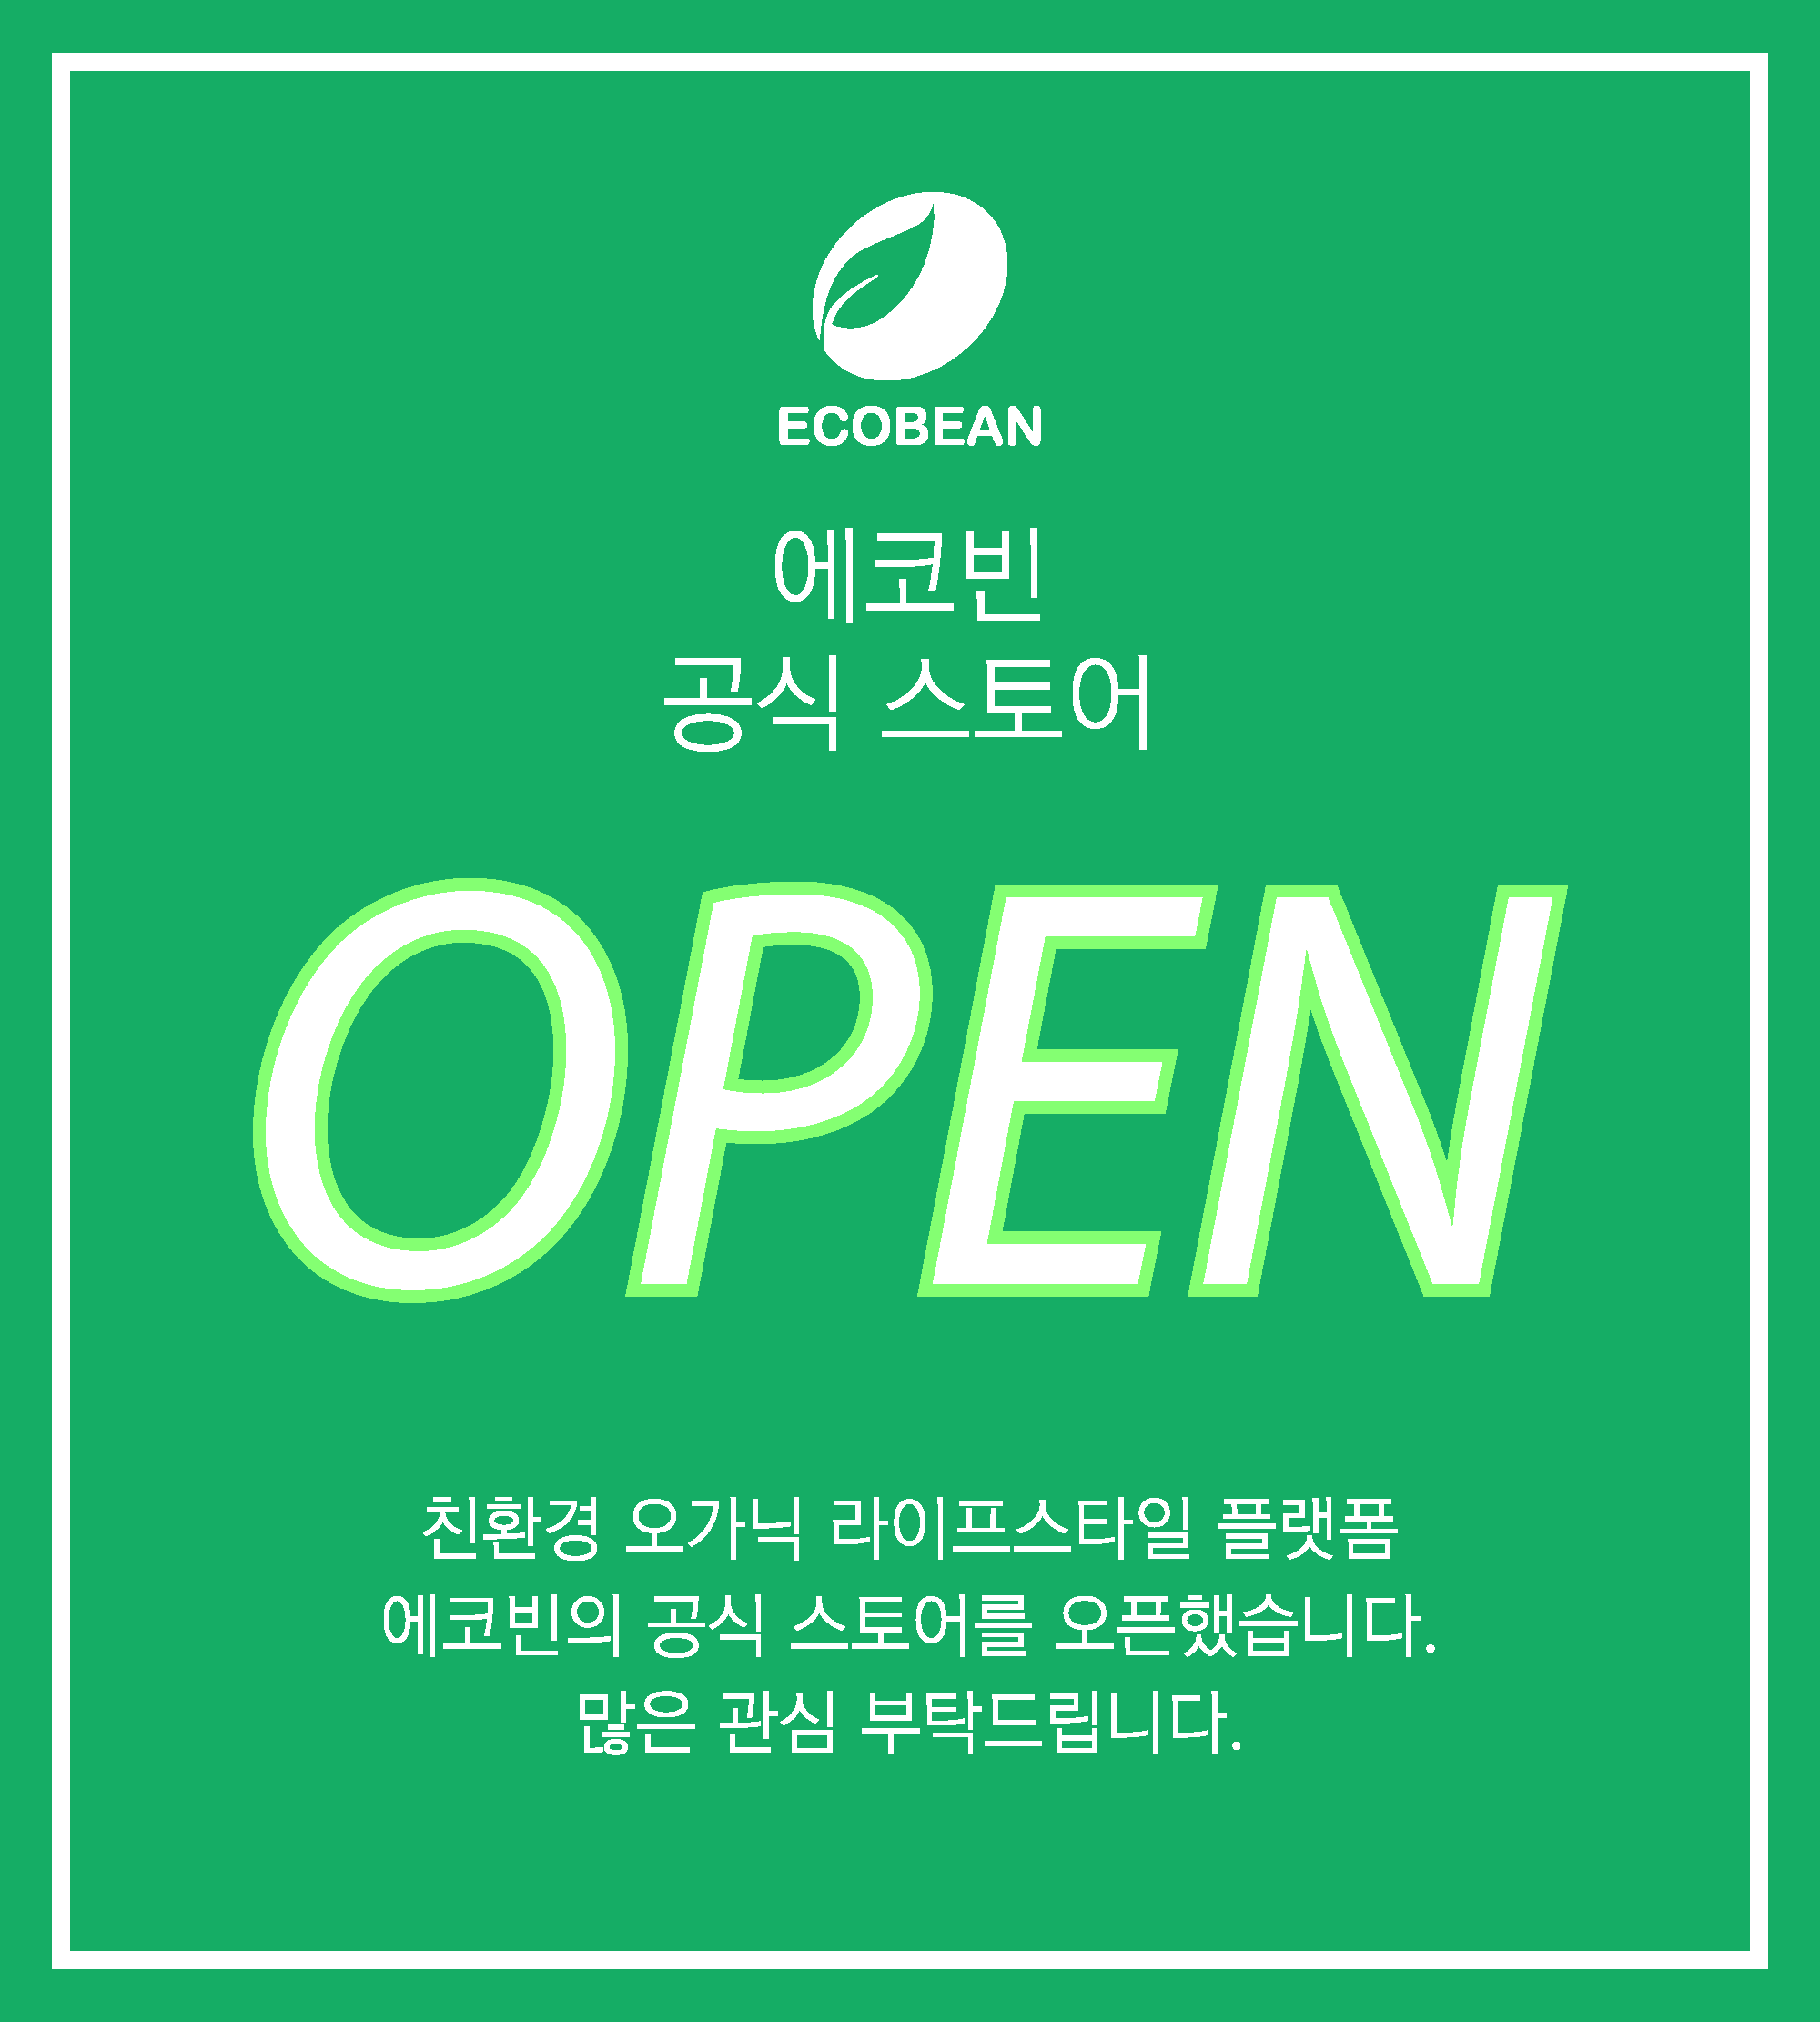 ECOBEAN
에코빈
공식 스토어
OPEN
친환경 오가닉 라이프스타일 플랫폼
에코빈의 공식 스토어를 오픈했습니다.
많은 관심 부탁드립니다.